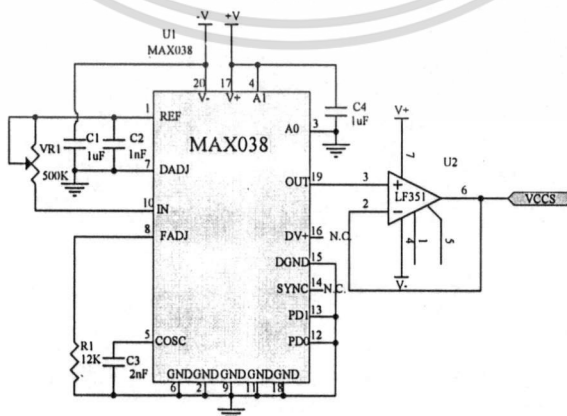 -V +V
U1
MAX038
20 17 4
V- V+ A1
1 REF
C4
1uF
A0 3
MAX038
C1
1uF
C2
1nF
VR1
500K
7 DADJ
V+
7
U2
OUT 19
3
+
LF351
6
VCCS
10 IN
2
-
8 FADJ
DV+ 16 N.C.
4 1 5
DGND 15
V-
SYNC 14 N.C.
PD1 13
5 COSC
PD0 12
R1
12K
C3
2nF
GND GND GND GND GND
6 2 9 11 18